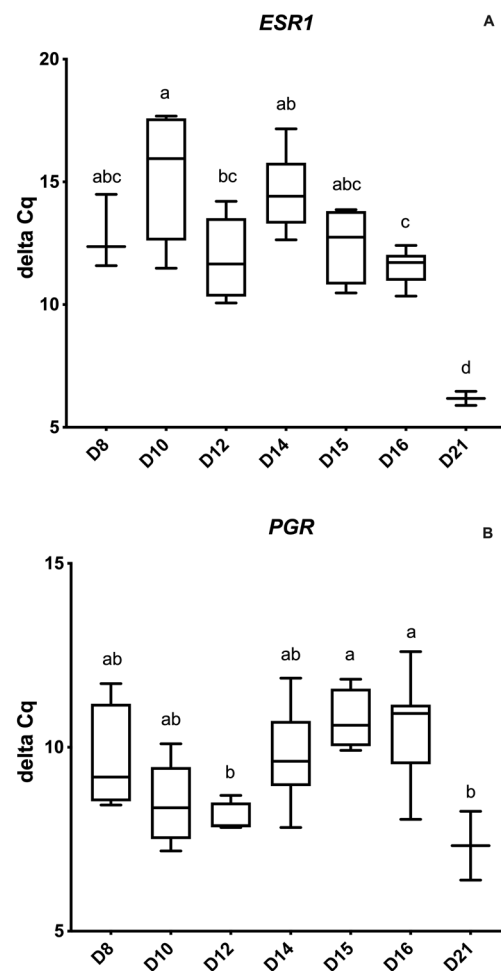 ESR1
A
20
15
10
5
delta Cq
abc
a
bc
ab
abc
c
d
D8
D10
D12
D14
D15
D16
D21
PGR
B
15
10
5
delta Cq
ab
ab
b
ab
a
a
b
D8
D10
D12
D14
D15
D16
D21